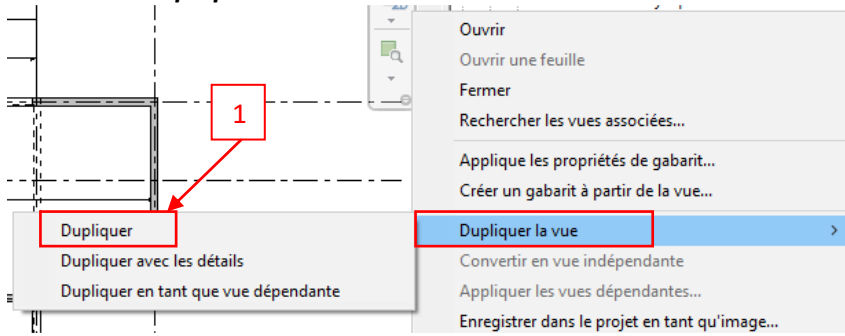 Ouvrir
Ouvrir une feuille
Fermer
Rechercher les vues associées...
1
Applique les propriétés de gabarit...
Créer un gabarit à partir de la vue...
Dupliquer
Dupliquer la vue
Dupliquer avec les détails
Convertir en vue indépendante
Dupliquer en tant que vue dépendante
Appliquer les vues dépendantes...
Enregistrer dans le projet en tant qu'image...